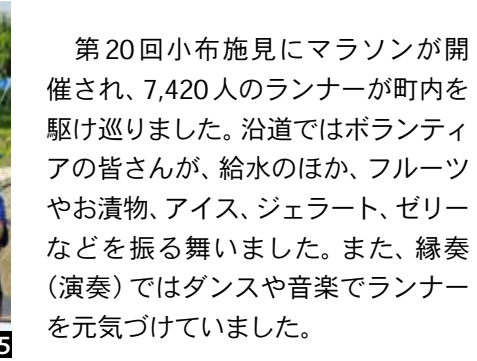 第20回小布施見にマラソンが開
催され、7,420人のランナーが町内を
駆け巡りました。沿道ではボランティ
アの皆さんが、給水のほか、フルーツ
やお漬物、アイス、ジェラート、ゼリー
などを振る舞いました。また、縁奏
(演奏)ではダンスや音楽でランナー
を元気づけていました。
5